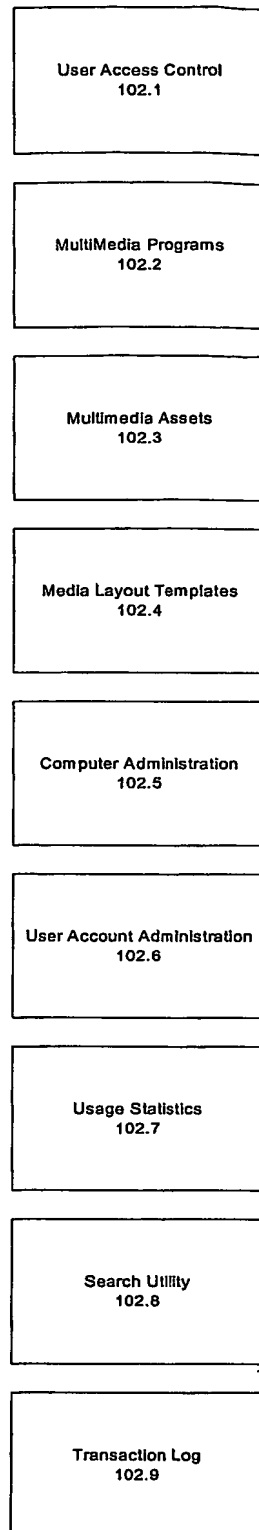 User Access Control
102.1
MultiMedia Programs
102.2
Multimedia Assets
102.3
Media Layout Templates
102.4
Computer Administration
102.5
User Account Administration
102.6
Usage Statistics
102.7
Search Utility
102.8
Transaction Log
102.9